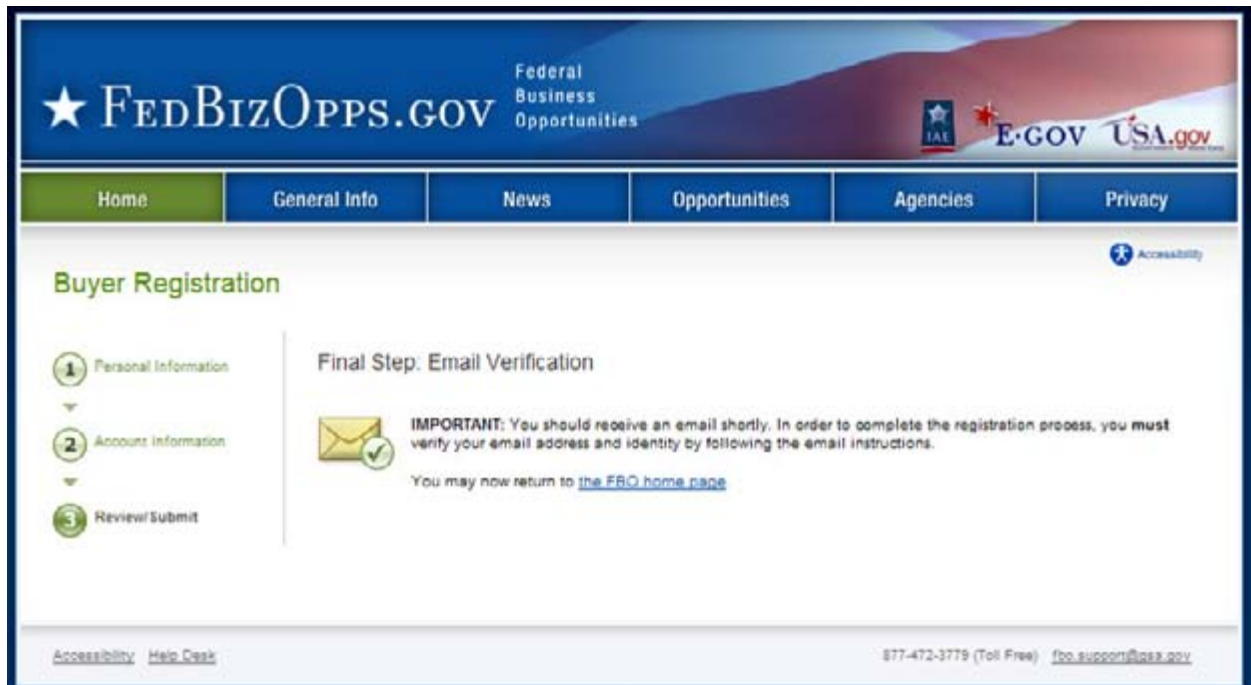 ★ FEDBIZOPPS.GOV
Federal
Business
Opportunities
IAE
E·GOV
USA.gov
Home General Info News Opportunities Agencies Privacy
Accessibility
Buyer Registration
1 Personal Information
2 Account Information
3 Review/Submit
Final Step: Email Verification
IMPORTANT: You should receive an email shortly. In order to complete the registration process, you must
verify your email address and identity by following the email instructions.
You may now return to the FBO home page
Accessibility Help Desk
877-472-3779 (Toll Free) fbo.support@gsa.gov